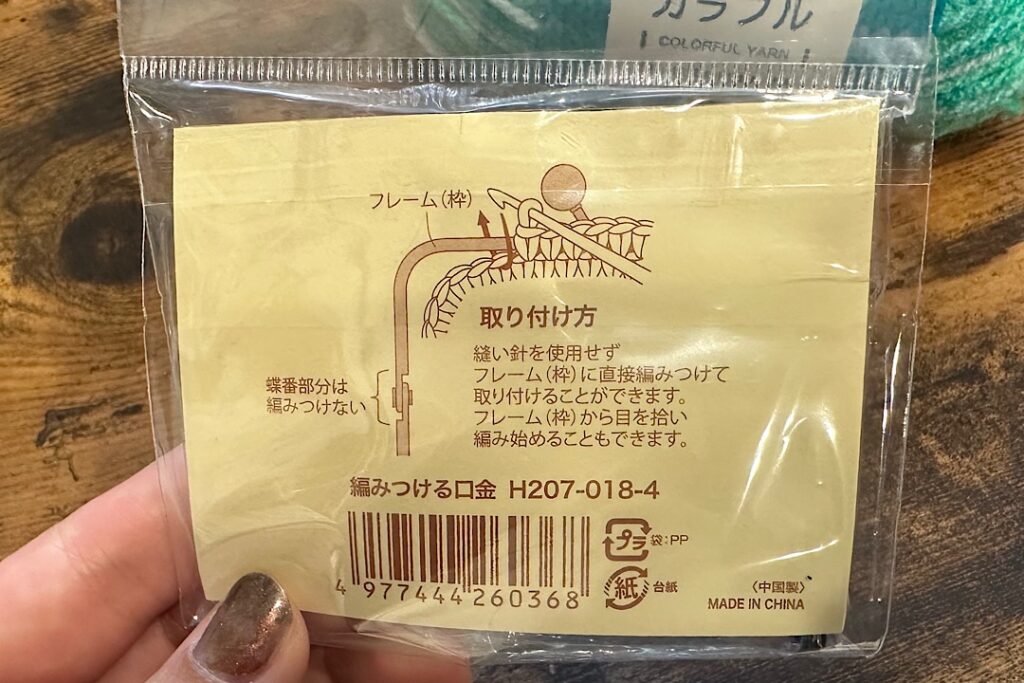 カラフル
COLORFUL YARN
フレーム(枠)
取り付け方
縫い針を使用せず
フレーム(枠)に直接編みつけて
取り付けることができます。
フレーム(枠)から目を拾い
編み始めることもできます。
蝶番部分は
編みつけない
編みつける口金 H207-018-4
4 977444 260368
プラ 袋:PP
紙 台紙
〈中国製〉
MADE IN CHINA